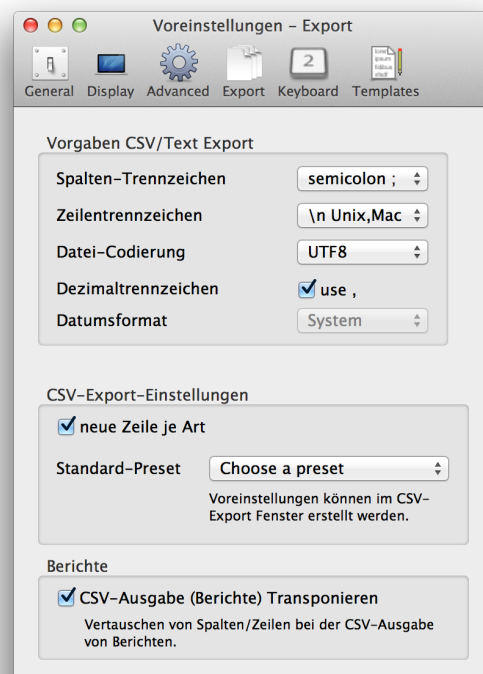 Voreinstellungen – Export
General Display Advanced Export Keyboard Templates
Vorgaben CSV/Text Export
Spalten-Trennzeichen semicolon ;
Zeilentrennzeichen \n Unix,Mac
Datei-Codierung UTF8
Dezimaltrennzeichen use ,
Datumsformat System
CSV-Export-Einstellungen
neue Zeile je Art
Standard-Preset Choose a preset
Voreinstellungen können im CSV-
Export Fenster erstellt werden.
Berichte
CSV-Ausgabe (Berichte) Transponieren
Vertauschen von Spalten/Zeilen bei der CSV-Ausgabe
von Berichten.